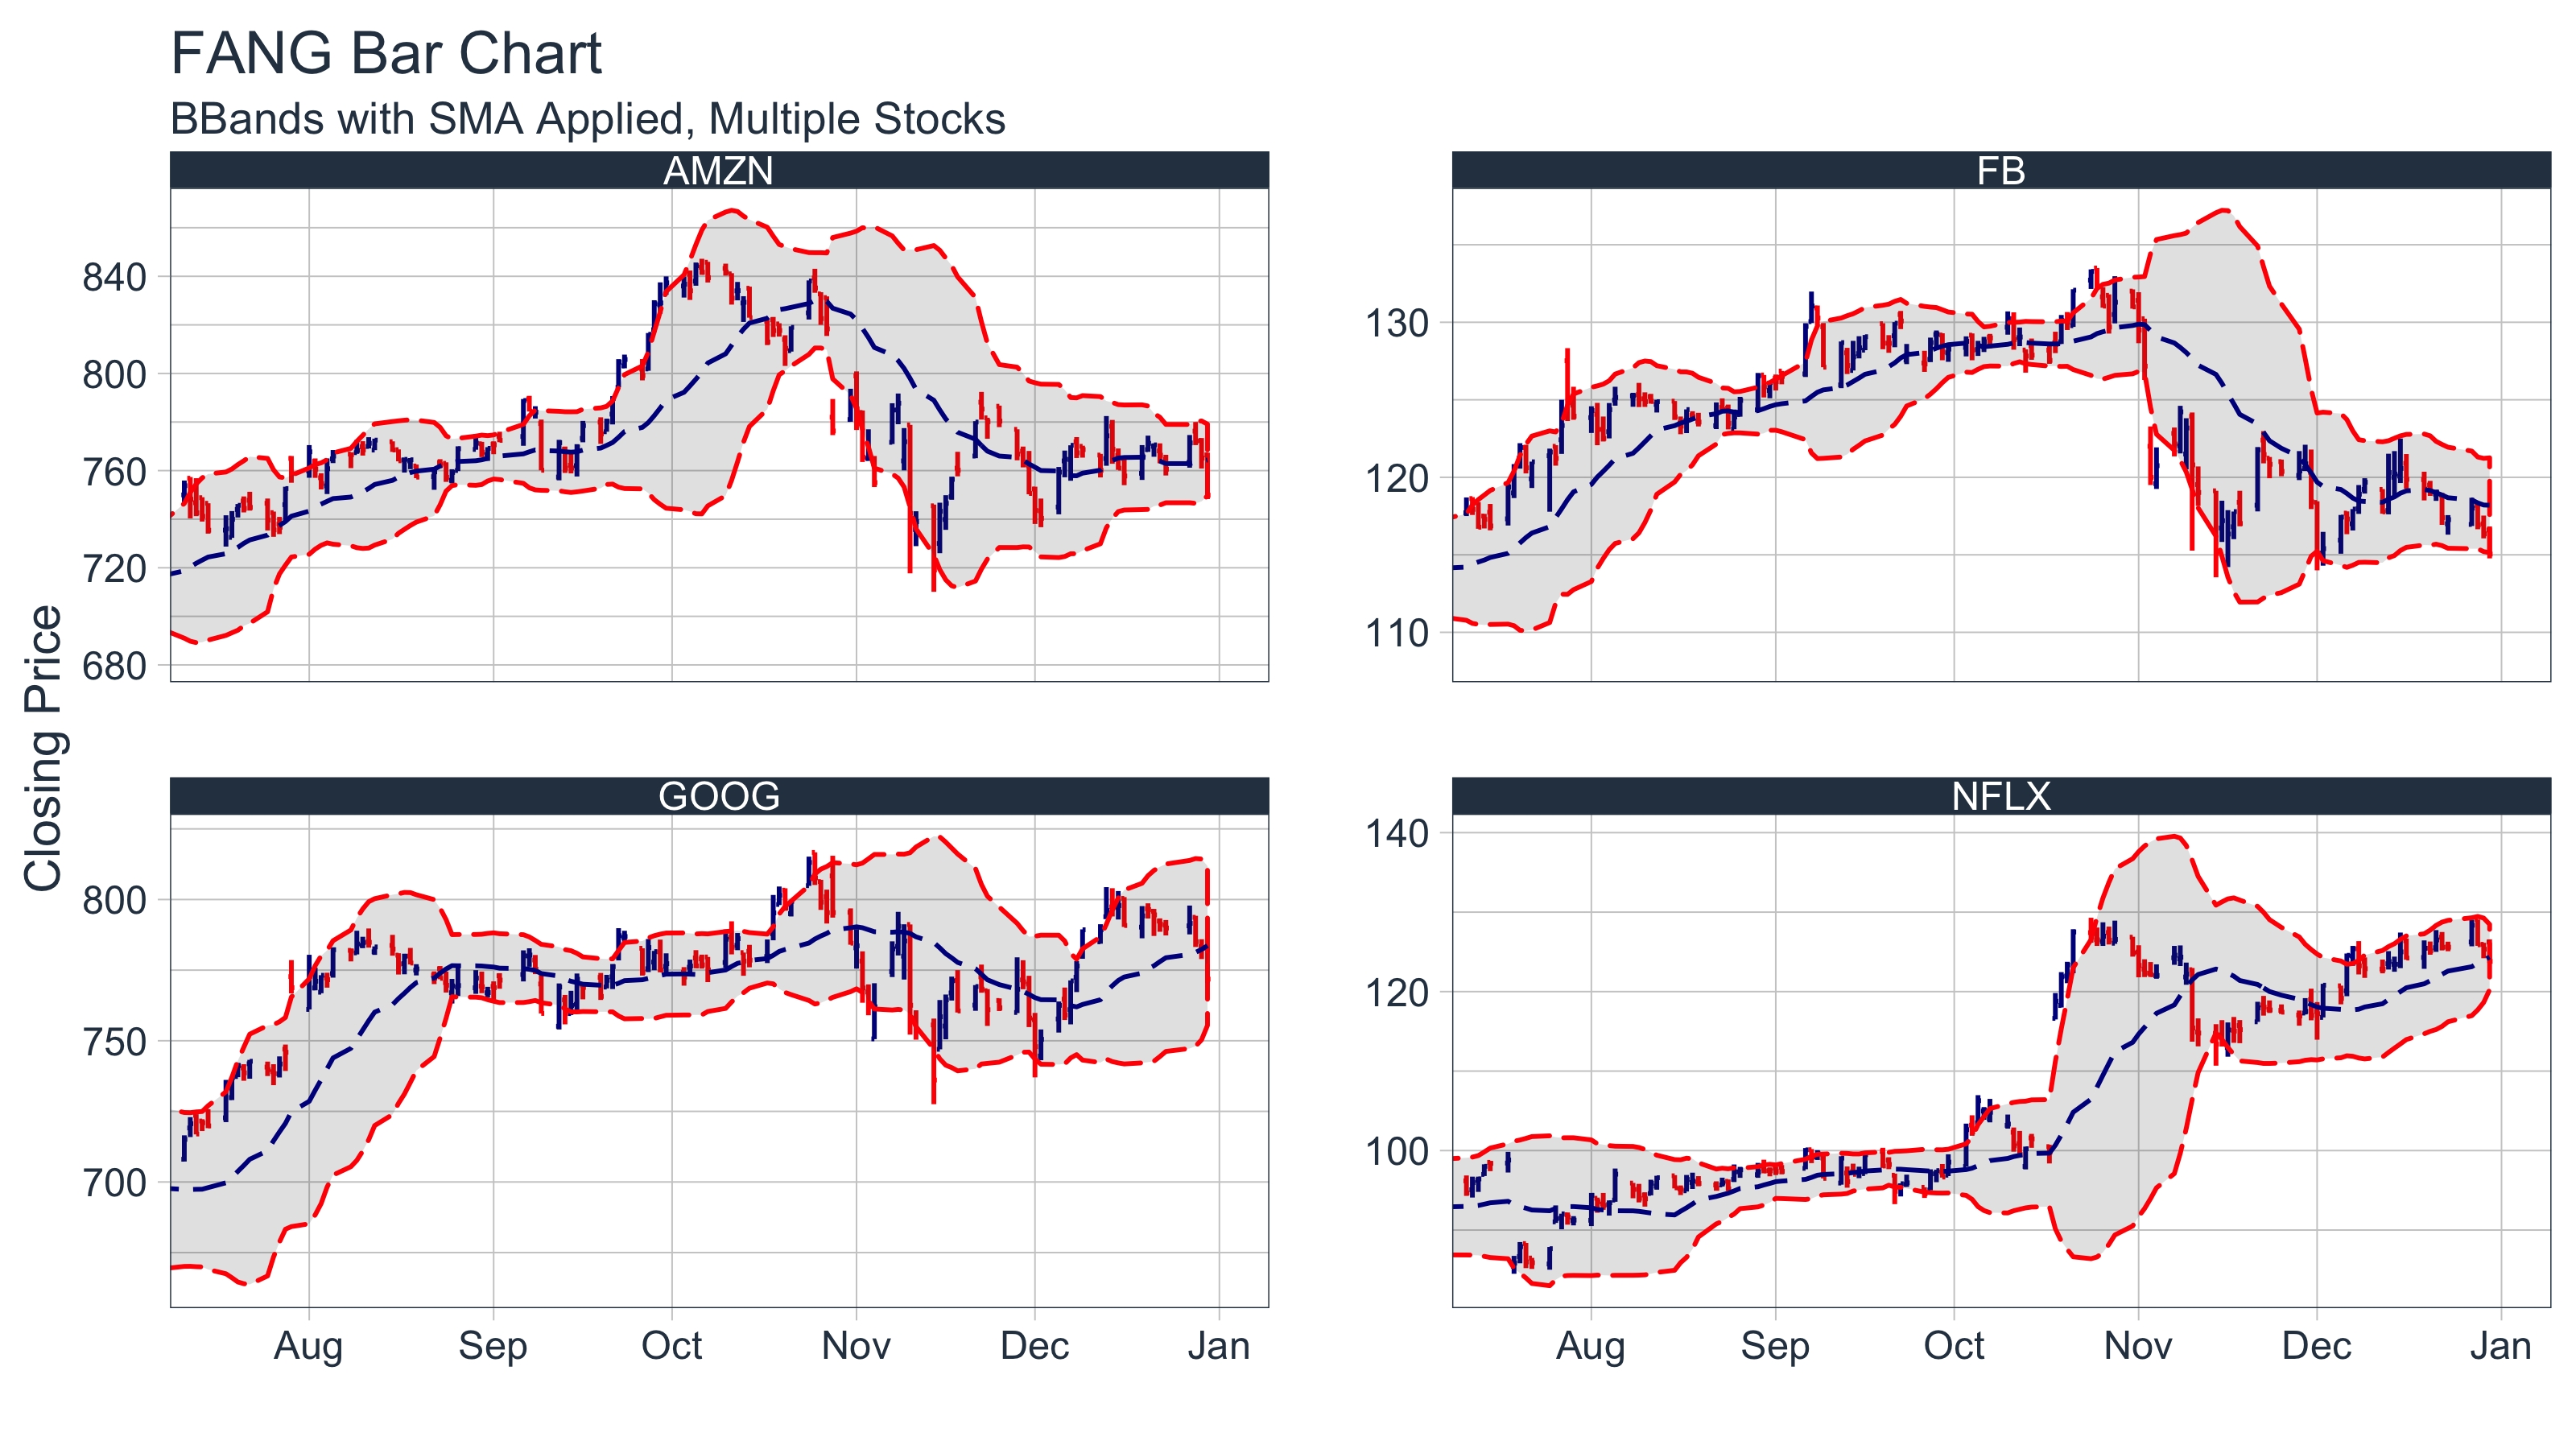 FANG Bar Chart
BBands with SMA Applied, Multiple Stocks
Closing Price
AMZN
840
800
760
720
680
FB
130
120
110
GOOG
800
750
700
Aug Sep Oct Nov Dec Jan
NFLX
140
120
100
Aug Sep Oct Nov Dec Jan